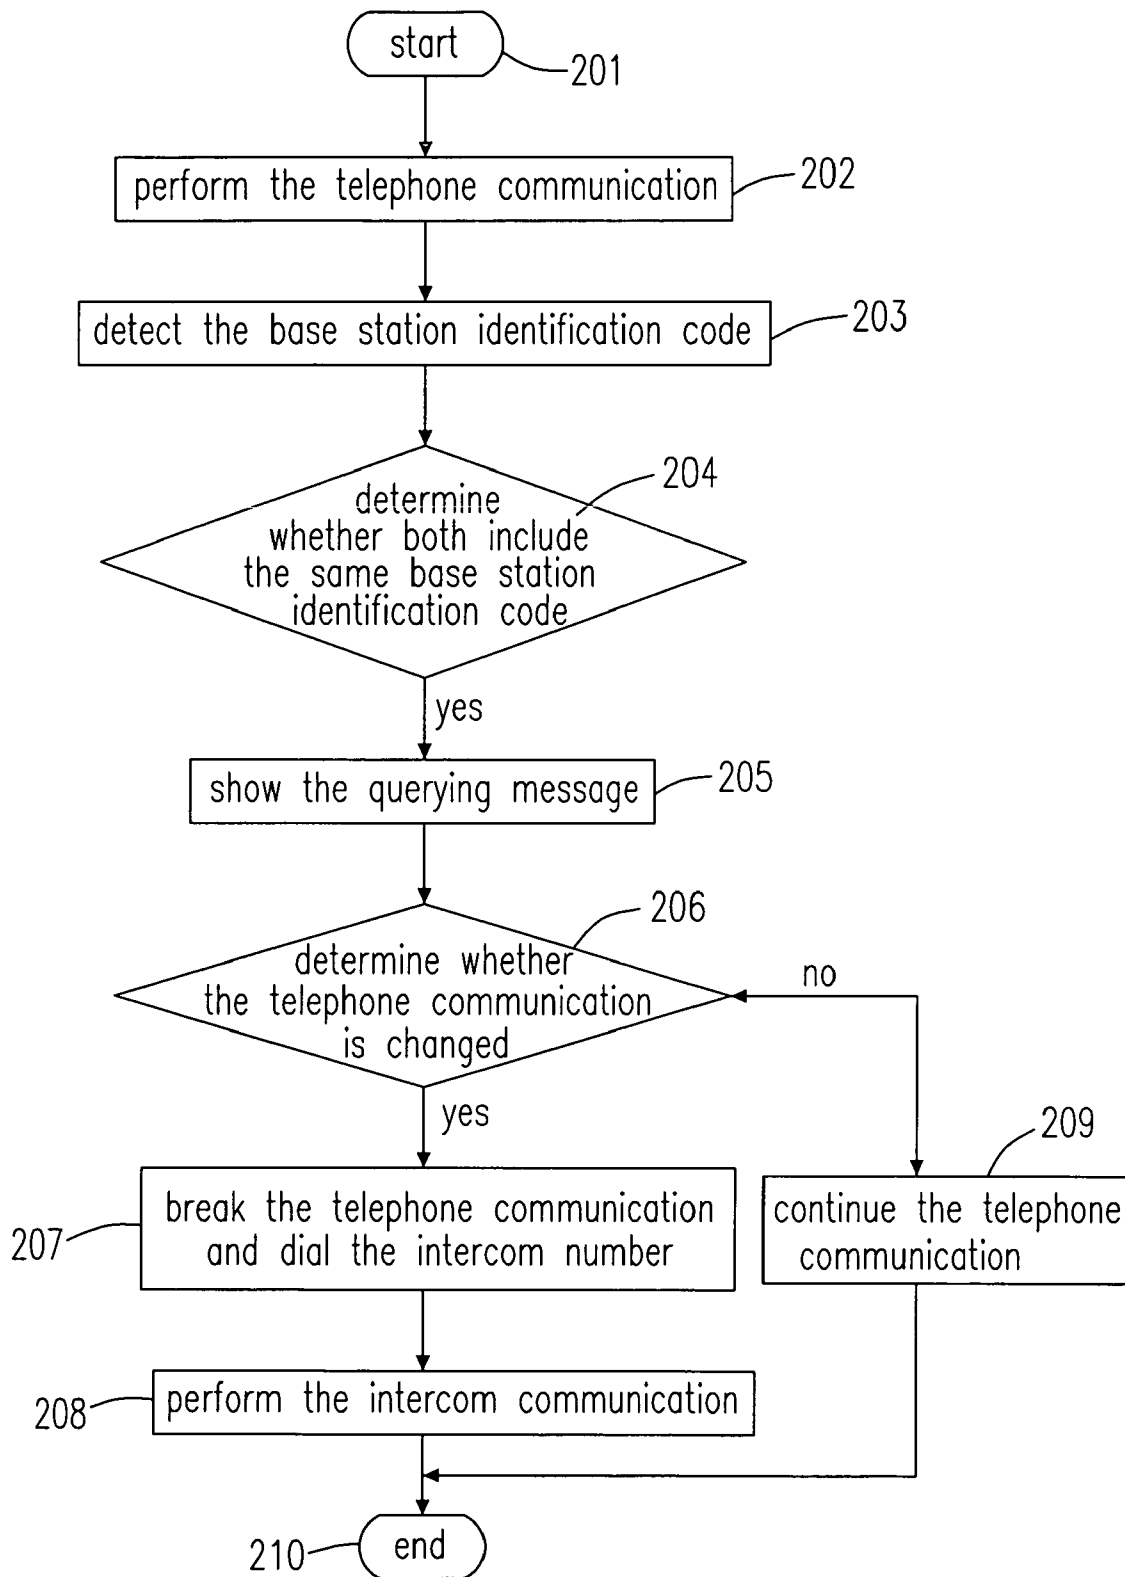 start
201
perform the telephone communication
202
detect the base station identification code
203
204
determine
whether both include
the same base station
identification code
yes
show the querying message
205
206
determine whether
the telephone communication
is changed
no
yes
209
break the telephone communication
and dial the intercom number
207
continue the telephone
communication
perform the intercom communication
208
end
210